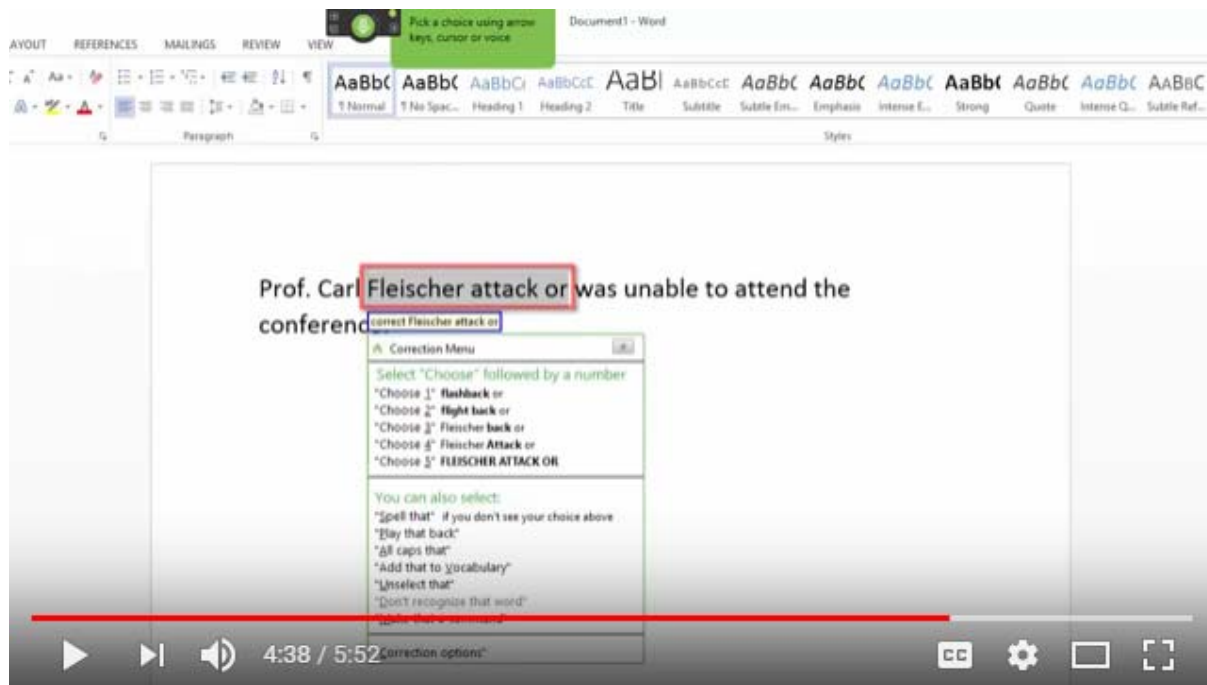 Pick a choice using arrow
keys, cursor or voice
Document1 - Word
AYOUT REFERENCES MAILINGS REVIEW VIEW
AaBbC AaBbC AaBbCc AaBbCcE AaBl AaBbCcE AaBbC AaBbC AaBbC AaBbC AaBbC AaBbC AABBC
¶ Normal ¶ No Spac... Heading 1 Heading 2 Title Subtitle Subtle Em... Emphasis Intense E... Strong Quote Intense Q... Subtle Ref...
Paragraph Styles
Prof. Carl Fleischer attack or was unable to attend the
conference
correct Fleischer attack or
Correction Menu
Select "Choose" followed by a number
"Choose 1" flashback or
"Choose 2" flight back or
"Choose 3" Fleischer back or
"Choose 4" Fleischer Attack or
"Choose 5" FLEISCHER ATTACK OR
You can also select:
"Spell that" if you don't see your choice above
"Play that back"
"All caps that"
"Add that to Vocabulary"
"Unselect that"
"Don't recognize that word"
"Make that a command"
4:38 / 5:52
Correction options"
CC